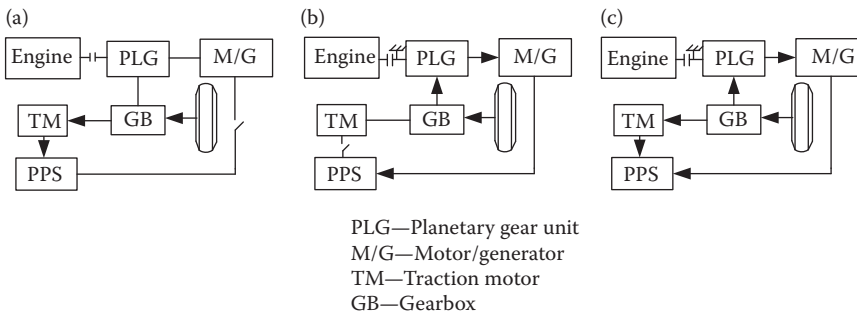 (a)
(b)
(c)
Engine PLG M/G
TM GB
PPS
Engine PLG M/G
TM GB
PPS
Engine PLG M/G
TM GB
PPS
PLG—Planetary gear unit
M/G—Motor/generator
TM—Traction motor
GB—Gearbox